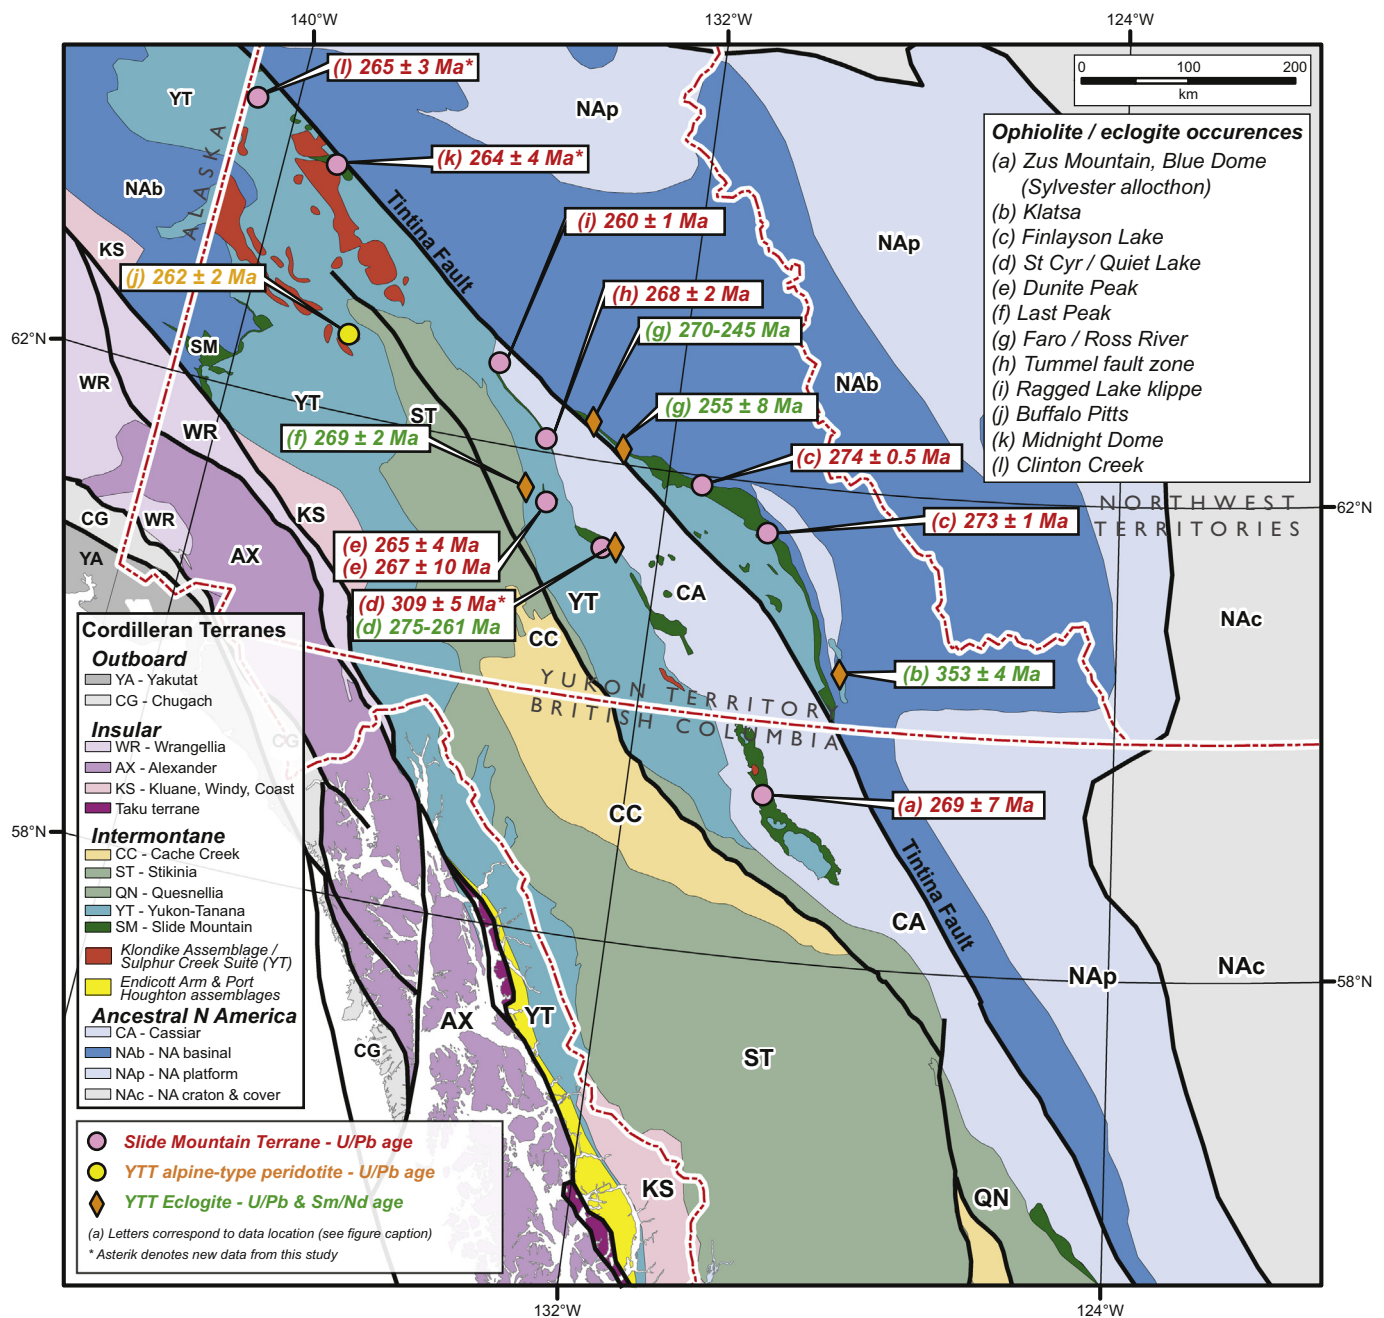 140°W
132°W
124°W
(l) 265 ± 3 Ma*
0 100 200
km
YT
NAp
Ophiolite / eclogite occurences
(a) Zus Mountain, Blue Dome
(Sylvester allocthon)
(b) Klatsa
(c) Finlayson Lake
(d) St Cyr / Quiet Lake
(e) Dunite Peak
(f) Last Peak
(g) Faro / Ross River
(h) Tummel fault zone
(i) Ragged Lake klippe
(j) Buffalo Pitts
(k) Midnight Dome
(l) Clinton Creek
(k) 264 ± 4 Ma*
ALASKA
NAb
Tintina Fault
(i) 260 ± 1 Ma
NAp
KS
(j) 262 ± 2 Ma
(h) 268 ± 2 Ma
(g) 270-245 Ma
62°N
SM
WR
NAb
YT
ST
(g) 255 ± 8 Ma
WR
(f) 269 ± 2 Ma
(c) 274 ± 0.5 Ma
NORTHWEST
TERRITORIES
62°N
CG
WR
KS
(c) 273 ± 1 Ma
YA
AX
(e) 265 ± 4 Ma
(e) 267 ± 10 Ma
(d) 309 ± 5 Ma*
(d) 275-261 Ma
YT
CA
NAc
CC
(b) 353 ± 4 Ma
YUKON TERRITORY
BRITISH COLUMBIA
Cordilleran Terranes
Outboard
YA - Yakutat
CG - Chugach
Insular
WR - Wrangellia
AX - Alexander
KS - Kluane, Windy, Coast
Taku terrane
Intermontane
CC - Cache Creek
ST - Stikinia
QN - Quesnellia
YT - Yukon-Tanana
SM - Slide Mountain
Klondike Assemblage /
Sulphur Creek Suite (YT)
Endicott Arm & Port
Houghton assemblages
Ancestral N America
CA - Cassiar
NAb - NA basinal
NAp - NA platform
NAc - NA craton & cover
CG
CC
(a) 269 ± 7 Ma
58°N
Tintina Fault
CA
NAp
NAc
58°N
AX
YT
CG
ST
KS
QN
Slide Mountain Terrane - U/Pb age
YTT alpine-type peridotite - U/Pb age
YTT Eclogite - U/Pb & Sm/Nd age
(a) Letters correspond to data location (see figure caption)
* Asterik denotes new data from this study
132°W
124°W